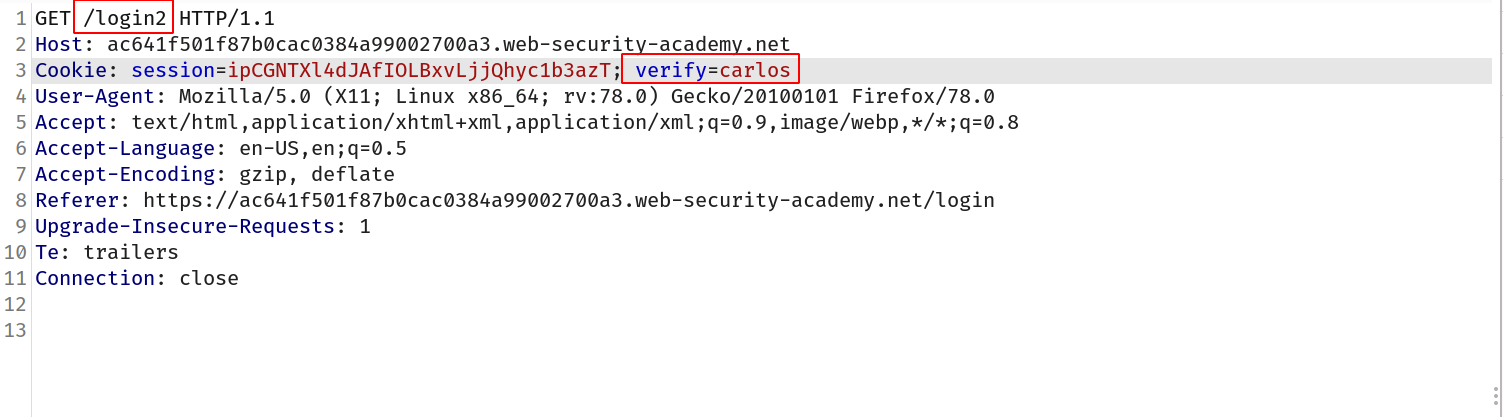 1 GET /login2 HTTP/1.1
2 Host: ac641f501f87b0cac0384a99002700a3.web-security-academy.net
3 Cookie: session=ipCGNTXl4dJAfIOLBxvLjjQhyc1b3azT; verify=carlos
4 User-Agent: Mozilla/5.0 (X11; Linux x86_64; rv:78.0) Gecko/20100101 Firefox/78.0
5 Accept: text/html,application/xhtml+xml,application/xml;q=0.9,image/webp,*/*;q=0.8
6 Accept-Language: en-US,en;q=0.5
7 Accept-Encoding: gzip, deflate
8 Referer: https://ac641f501f87b0cac0384a99002700a3.web-security-academy.net/login
9 Upgrade-Insecure-Requests: 1
10 Te: trailers
11 Connection: close
12
13